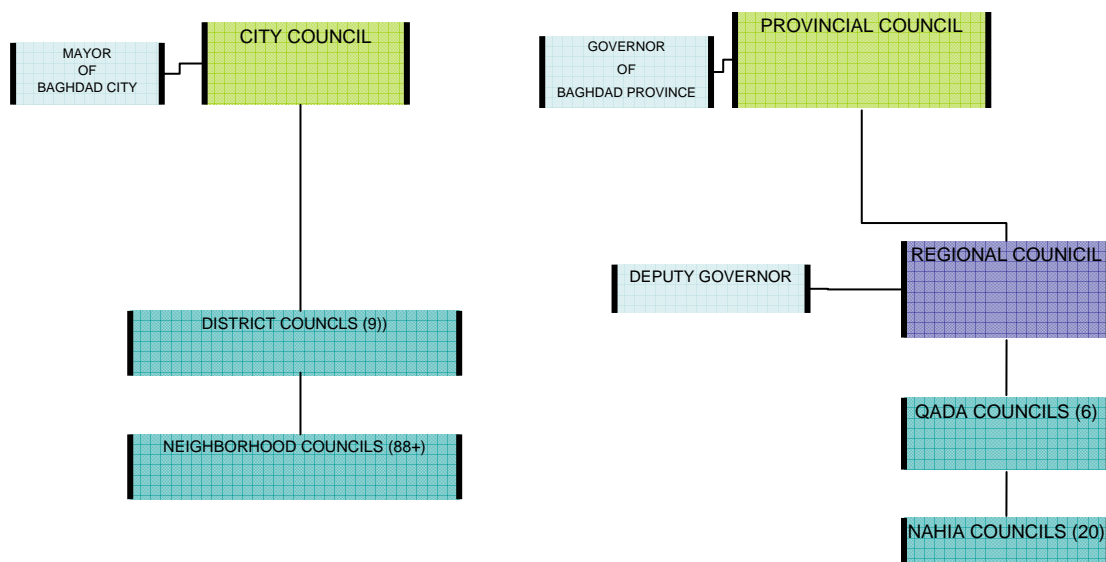 CITY COUNCIL
MAYOR
OF
BAGHDAD CITY
DISTRICT COUNCLS (9))
NEIGHBORHOOD COUNCILS (88+)
PROVINCIAL COUNCIL
GOVERNOR
OF
BAGHDAD PROVINCE
REGIONAL COUNICIL
DEPUTY GOVERNOR
QADA COUNCILS (6)
NAHIA COUNCILS (20)